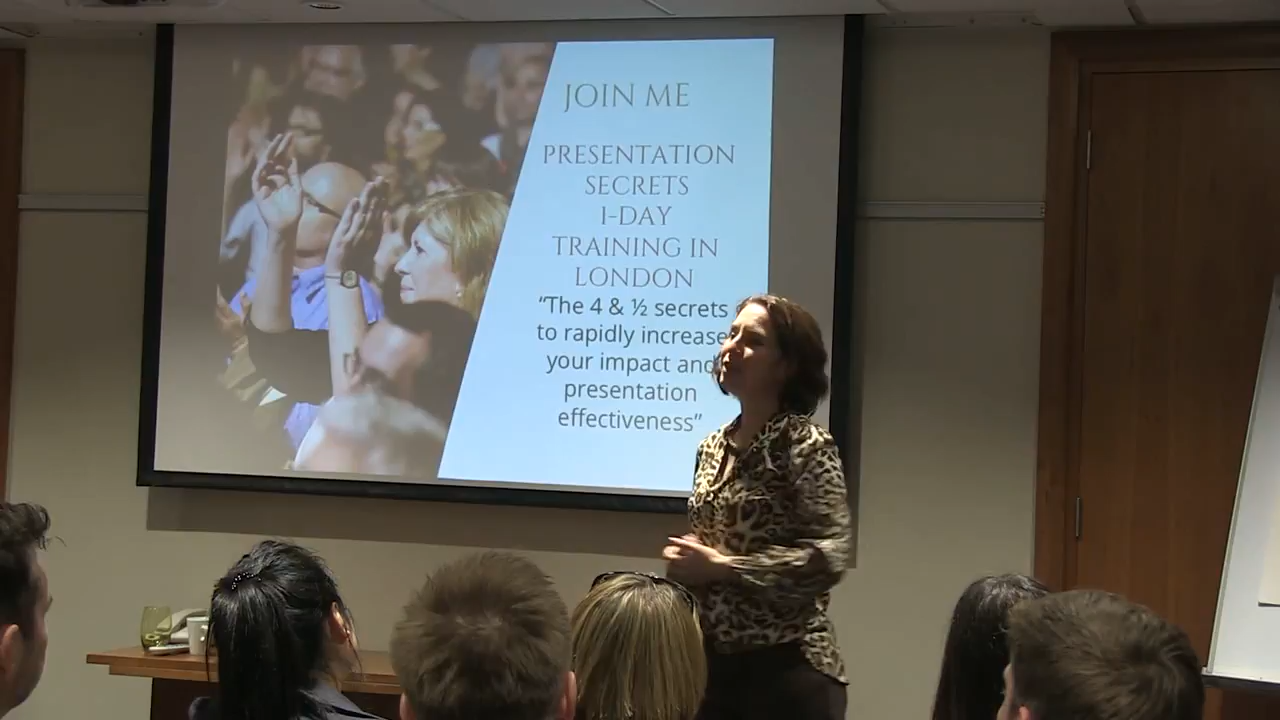 JOIN ME
PRESENTATION
SECRETS
1-DAY
TRAINING IN
LONDON
“The 4 & ½ secrets
to rapidly increase
your impact and
presentation
effectiveness”